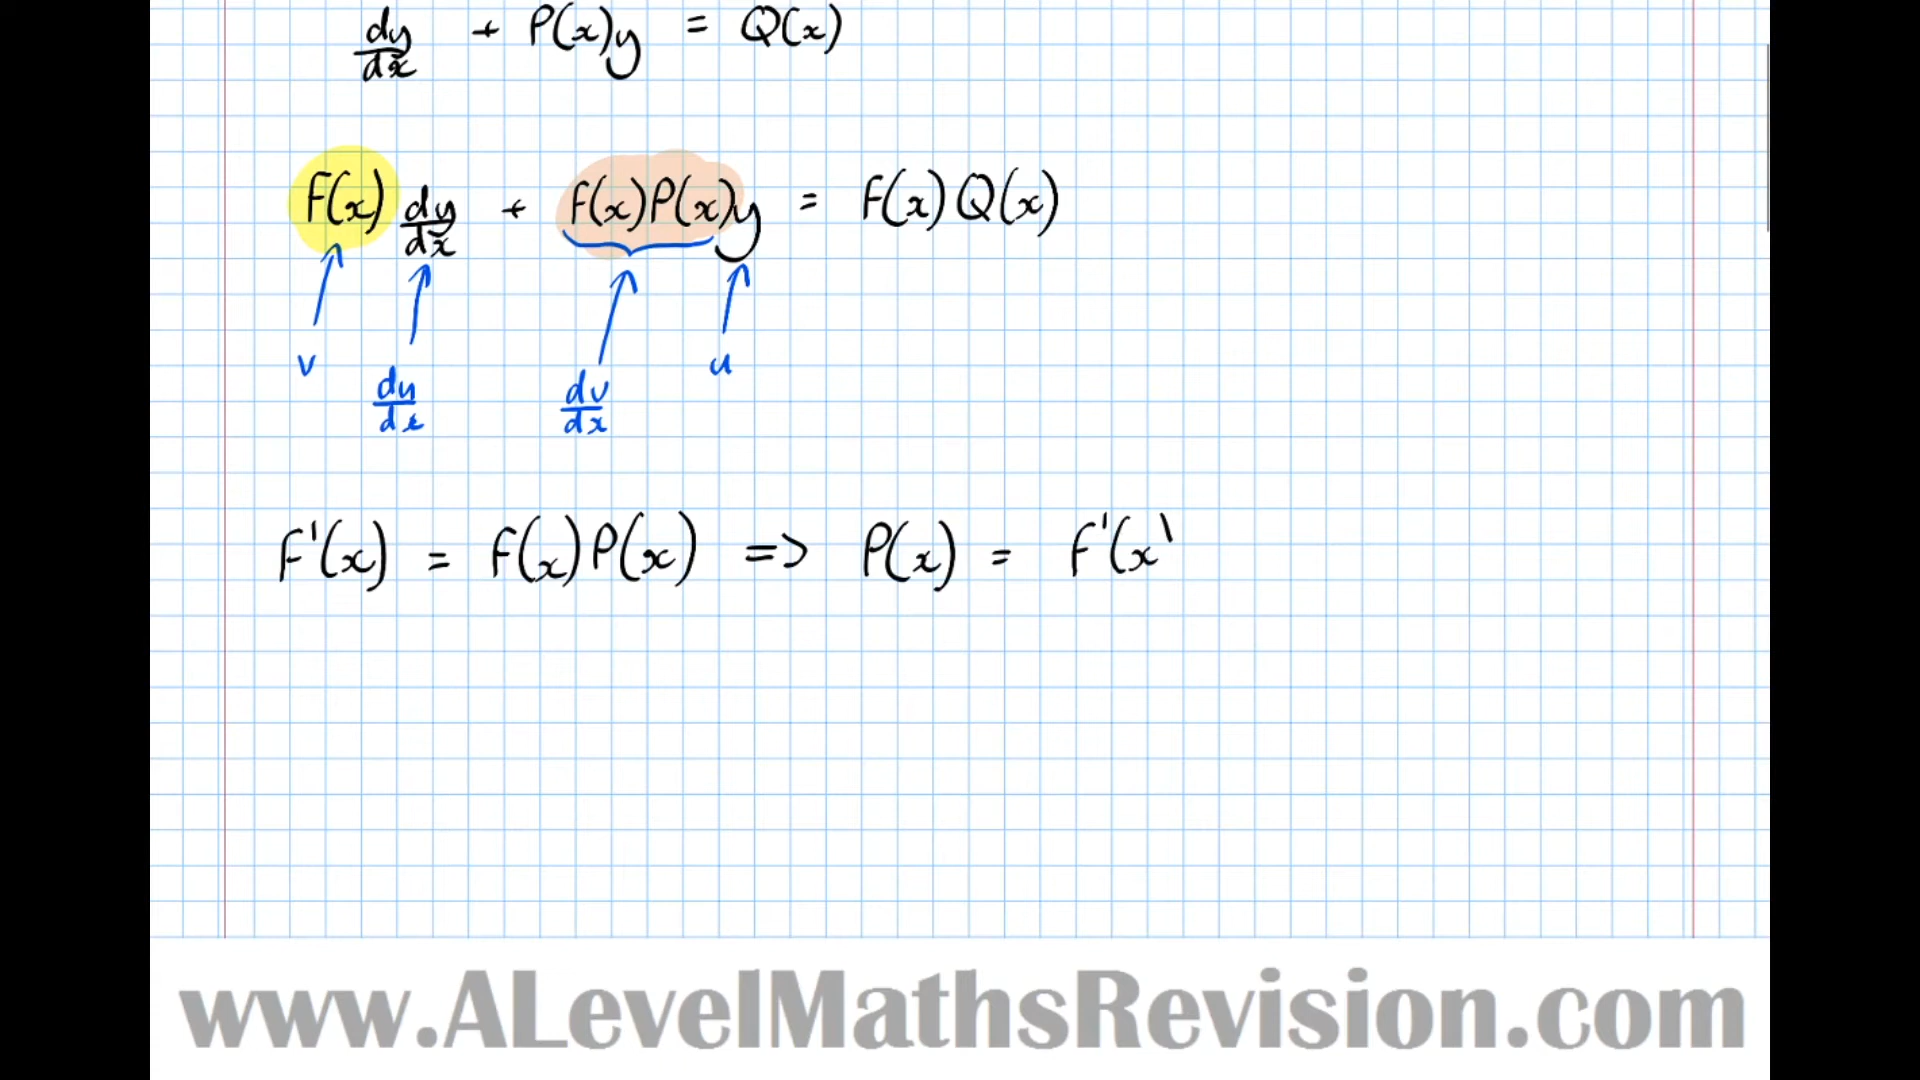 dy/dx + P(x)y = Q(x)
F(x) dy/dx + F(x)P(x)y = F(x)Q(x)
v du/dx dv/dx u
F'(x) = F(x)P(x) => P(x) = F'(x
www.ALevelMathsRevision.com